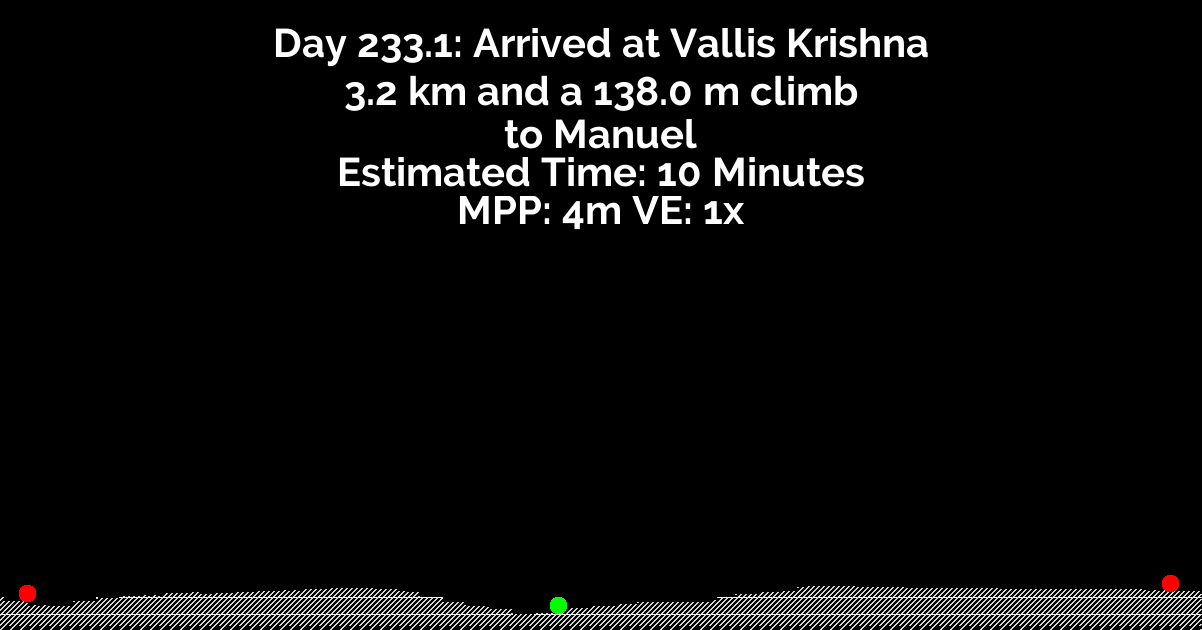 Day 233.1: Arrived at Vallis Krishna
3.2 km and a 138.0 m climb
to Manuel
Estimated Time: 10 Minutes
MPP: 4m VE: 1x